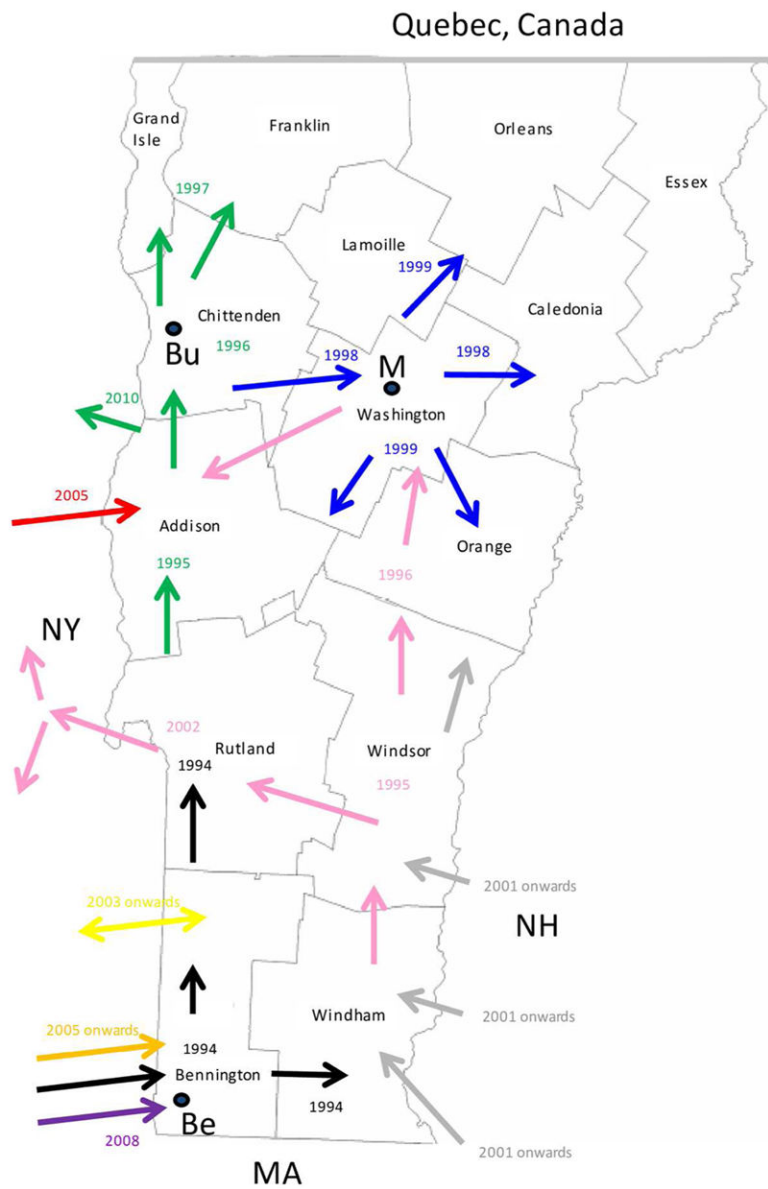 Quebec, Canada
Grand
Isle
Franklin
Orleans
Essex
1997
Lamoille
1999
Caledonia
Chittenden
Bu
1996
1998
M
1998
2010
Washington
1999
2005
Addison
Orange
1995
1996
NY
2002
Rutland
Windsor
1994
1995
2001 onwards
2003 onwards
NH
Windham
2001 onwards
2005 onwards
1994
Bennington
1994
Be
2008
2001 onwards
MA